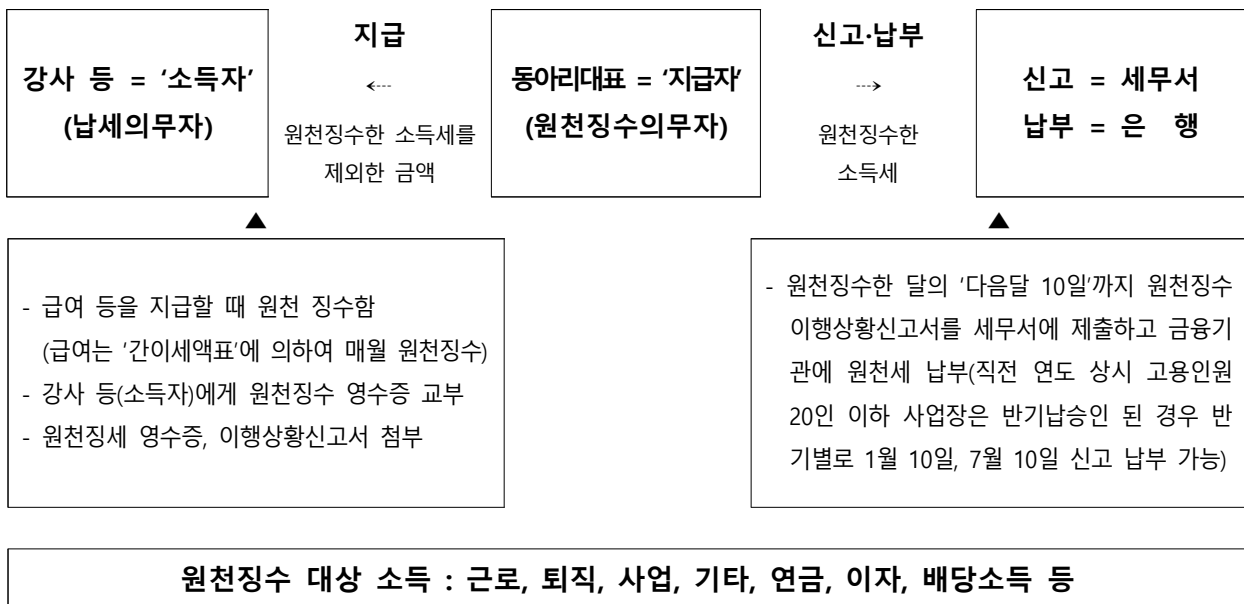 강사 등 = ‘소득자’
(납세의무자)
지급
<---
원천징수한 소득세를
제외한 금액
동아리대표 = ‘지급자’
(원천징수의무자)
신고·납부
--->
원천징수한
소득세
신고 = 세무서
납부 = 은 행
▲
▲
- 급여 등을 지급할 때 원천 징수함
(급여는 ‘간이세액표’에 의하여 매월 원천징수)
- 강사 등(소득자)에게 원천징수 영수증 교부
- 원천징세 영수증, 이행상황신고서 첨부
- 원천징수한 달의 ‘다음달 10일’까지 원천징수
이행상황신고서를 세무서에 제출하고 금융기
관에 원천세 납부(직전 연도 상시 고용인원
20인 이하 사업장은 반기납승인 된 경우 반
기별로 1월 10일, 7월 10일 신고 납부 가능)
원천징수 대상 소득 : 근로, 퇴직, 사업, 기타, 연금, 이자, 배당소득 등